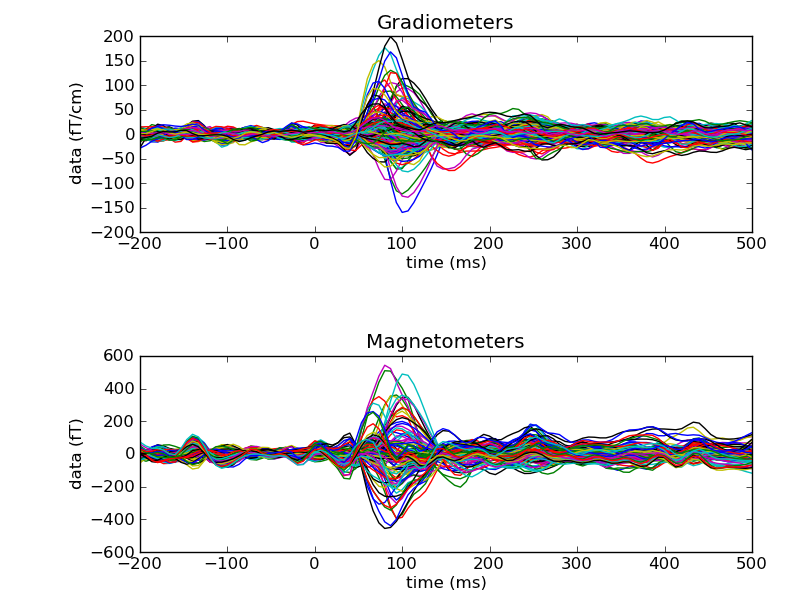 Gradiometers
200
150
100
50
0
−50
−100
−150
−200
data (fT/cm)
−200 −100 0 100 200 300 400 500
time (ms)
Magnetometers
600
400
200
0
−200
−400
−600
data (fT)
−200 −100 0 100 200 300 400 500
time (ms)